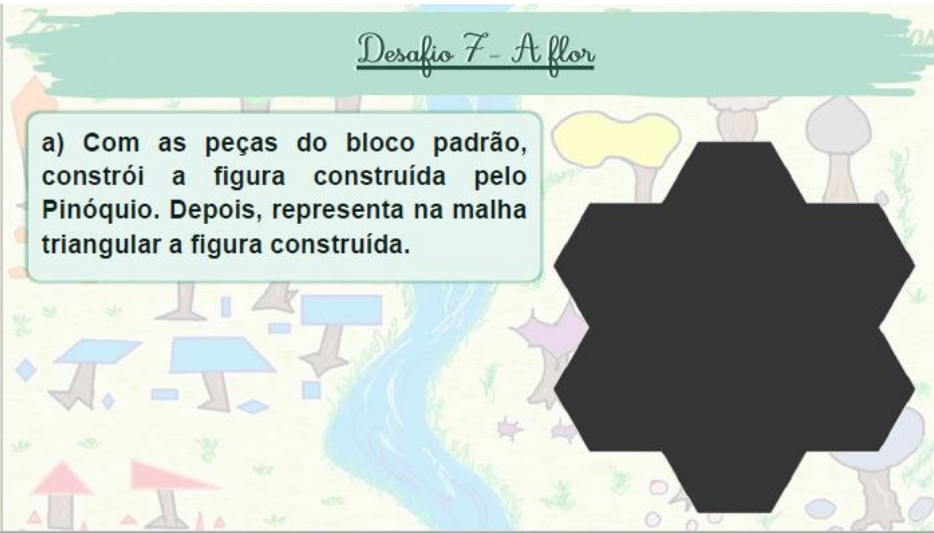 Desafio 7- A flor
a) Com as peças do bloco padrão,
constrói a figura construída pelo
Pinóquio. Depois, representa na malha
triangular a figura construída.